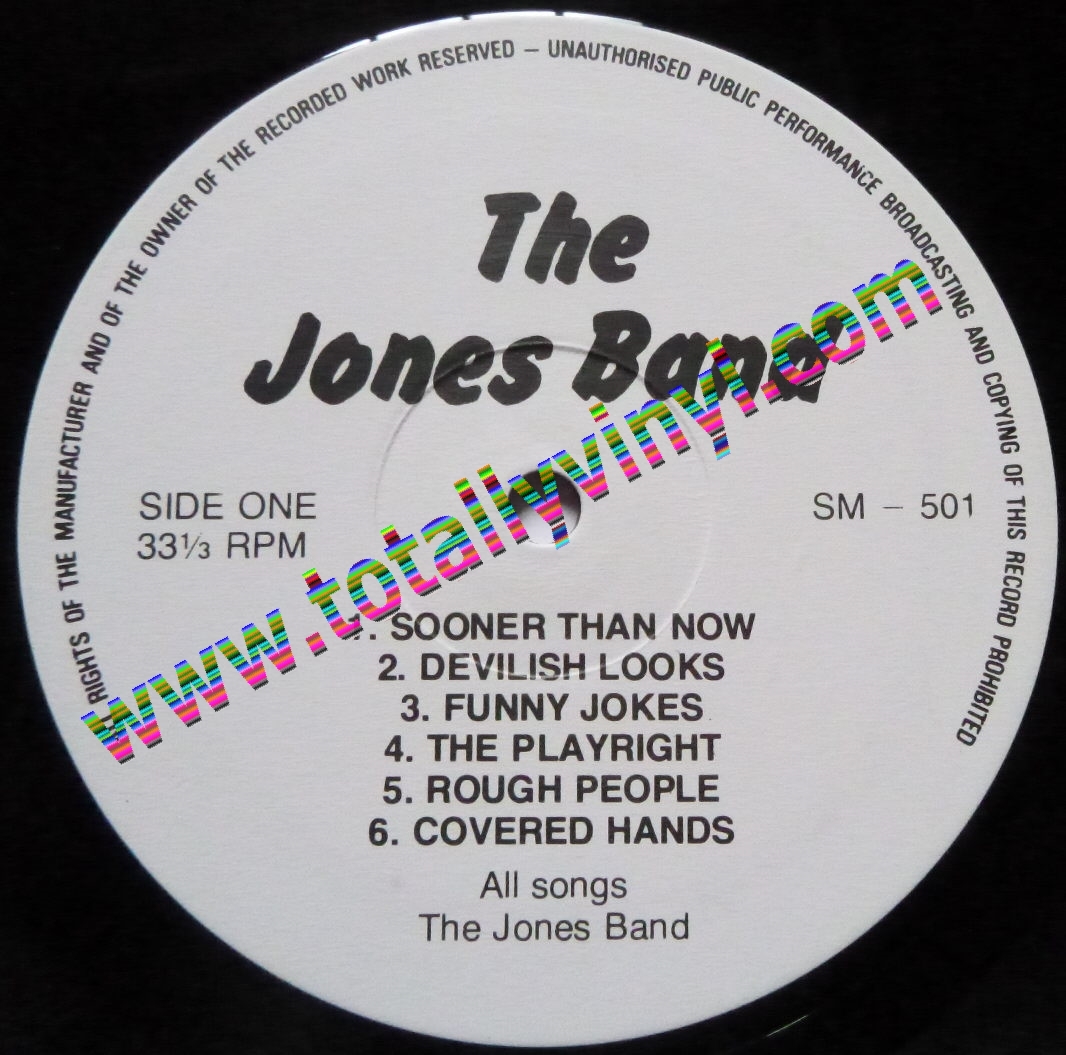 RIGHTS OF THE MANUFACTURER AND OF THE OWNER OF THE RECORDED WORK RESERVED – UNAUTHORISED PUBLIC PERFORMANCE BROADCASTING AND COPYING OF THIS RECORD PROHIBITED
The
Jones Band
www.totallyvinyl.com
SIDE ONE
33⅓ RPM
SM – 501
1. SOONER THAN NOW
2. DEVILISH LOOKS
3. FUNNY JOKES
4. THE PLAYRIGHT
5. ROUGH PEOPLE
6. COVERED HANDS
All songs
The Jones Band